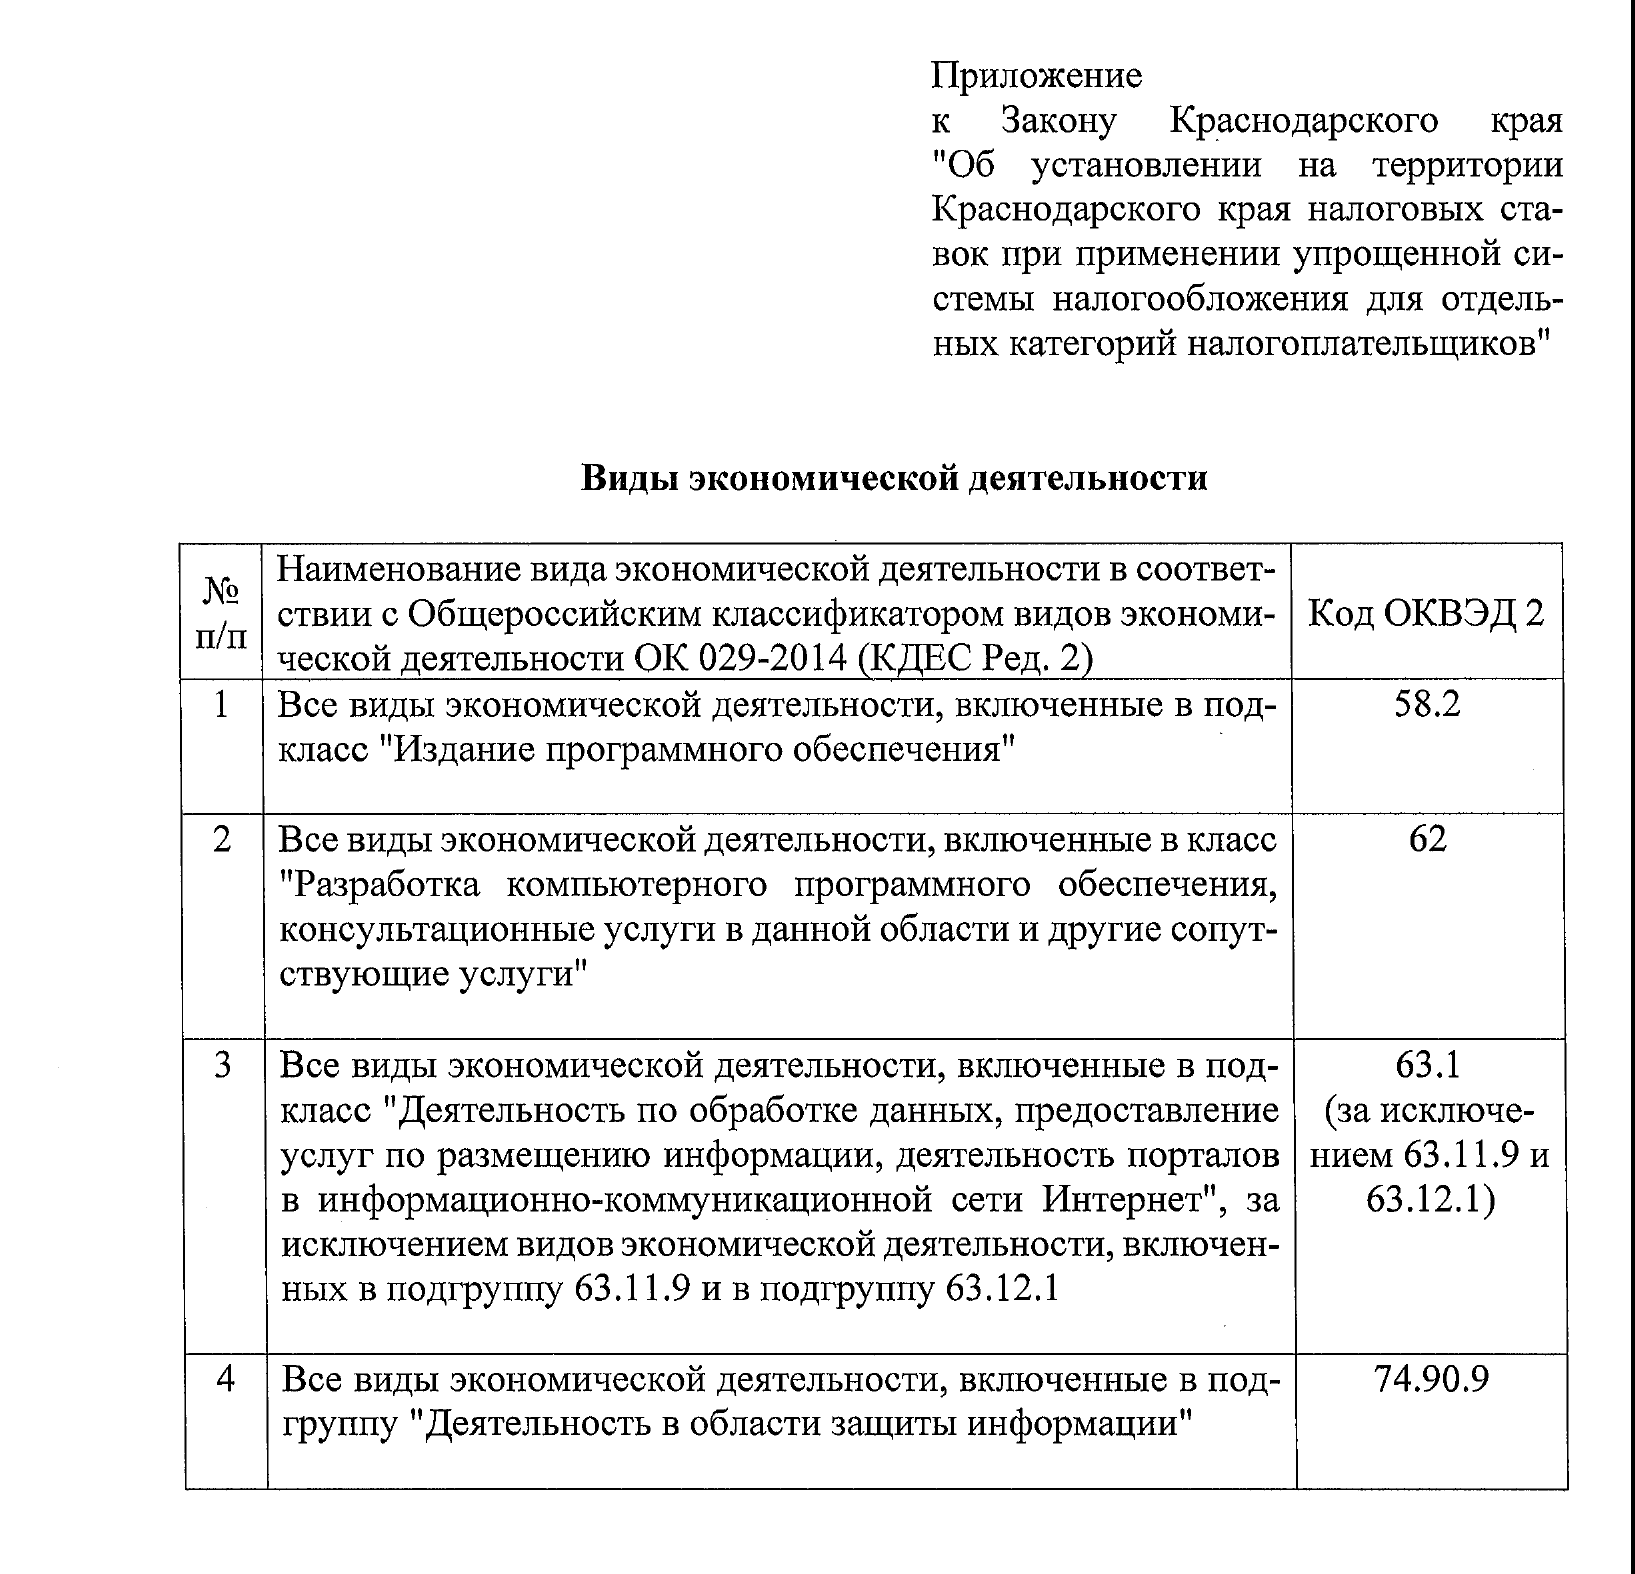 Приложение
к Закону Краснодарского края
"Об установлении на территории
Краснодарского края налоговых ста-
вок при применении упрощенной си-
стемы налогообложения для отдель-
ных категорий налогоплательщиков"
Виды экономической деятельности
№
п/п
Наименование вида экономической деятельности в соответ-
ствии с Общероссийским классификатором видов экономи-
ческой деятельности ОК 029-2014 (КДЕС Ред. 2)
Код ОКВЭД 2
1
Все виды экономической деятельности, включенные в под-
класс "Издание программного обеспечения"
58.2
2
Все виды экономической деятельности, включенные в класс
"Разработка компьютерного программного обеспечения,
консультационные услуги в данной области и другие сопут-
ствующие услуги"
62
3
Все виды экономической деятельности, включенные в под-
класс "Деятельность по обработке данных, предоставление
услуг по размещению информации, деятельность порталов
в информационно-коммуникационной сети Интернет", за
исключением видов экономической деятельности, включен-
ных в подгруппу 63.11.9 и в подгруппу 63.12.1
63.1
(за исключе-
нием 63.11.9 и
63.12.1)
4
Все виды экономической деятельности, включенные в под-
группу "Деятельность в области защиты информации"
74.90.9